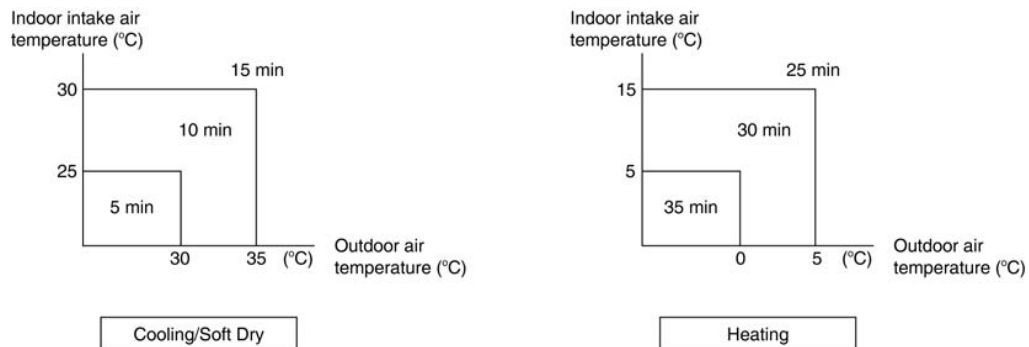 Indoor intake air
temperature (°C)
15 min
30
10 min
25
5 min
30
35
(°C)
Outdoor air
temperature (°C)
Cooling/Soft Dry
Indoor intake air
temperature (°C)
25 min
15
30 min
5
35 min
0
5
(°C)
Outdoor air
temperature (°C)
Heating